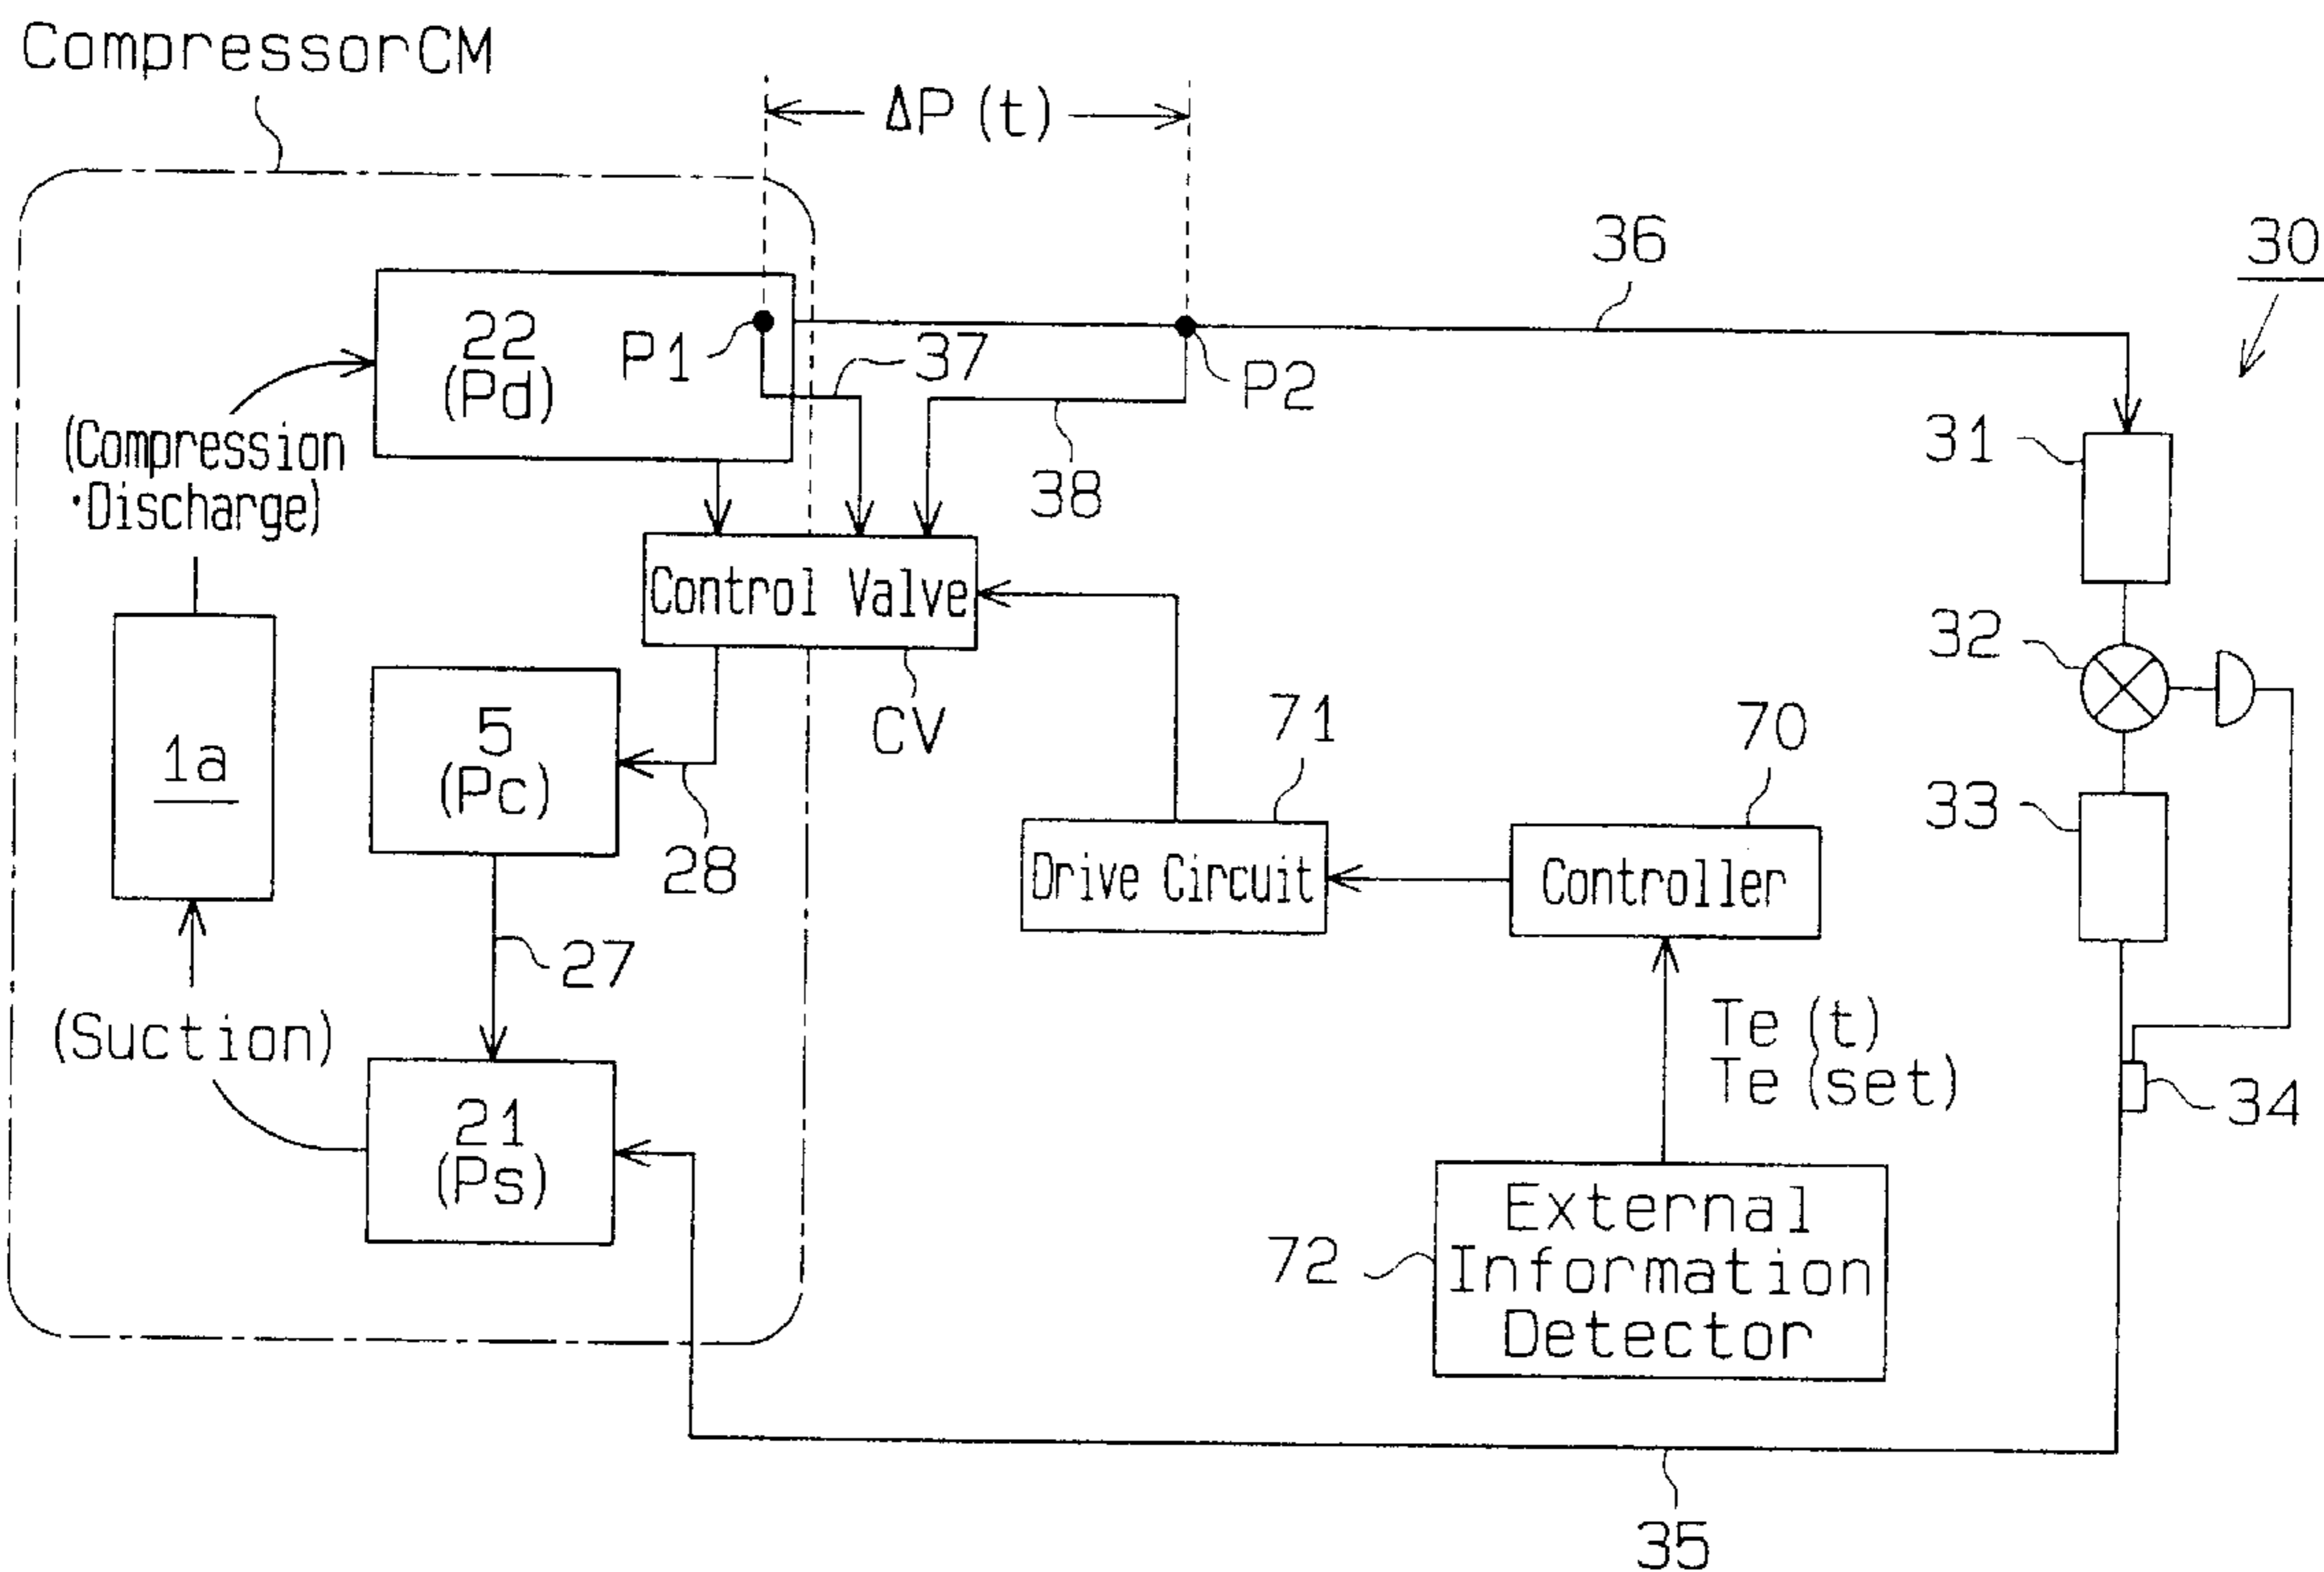 CompressorCM
ΔP (t)
36
30
22
(Pd)
P1
37
P2
(Compression
·Discharge)
38
31
Control Valve
32
CV
5
(Pc)
1a
71
70
33
28
Drive Circuit
Controller
27
(Suction)
Te (t)
Te (set)
34
21
(Ps)
72
External
Information
Detector
35